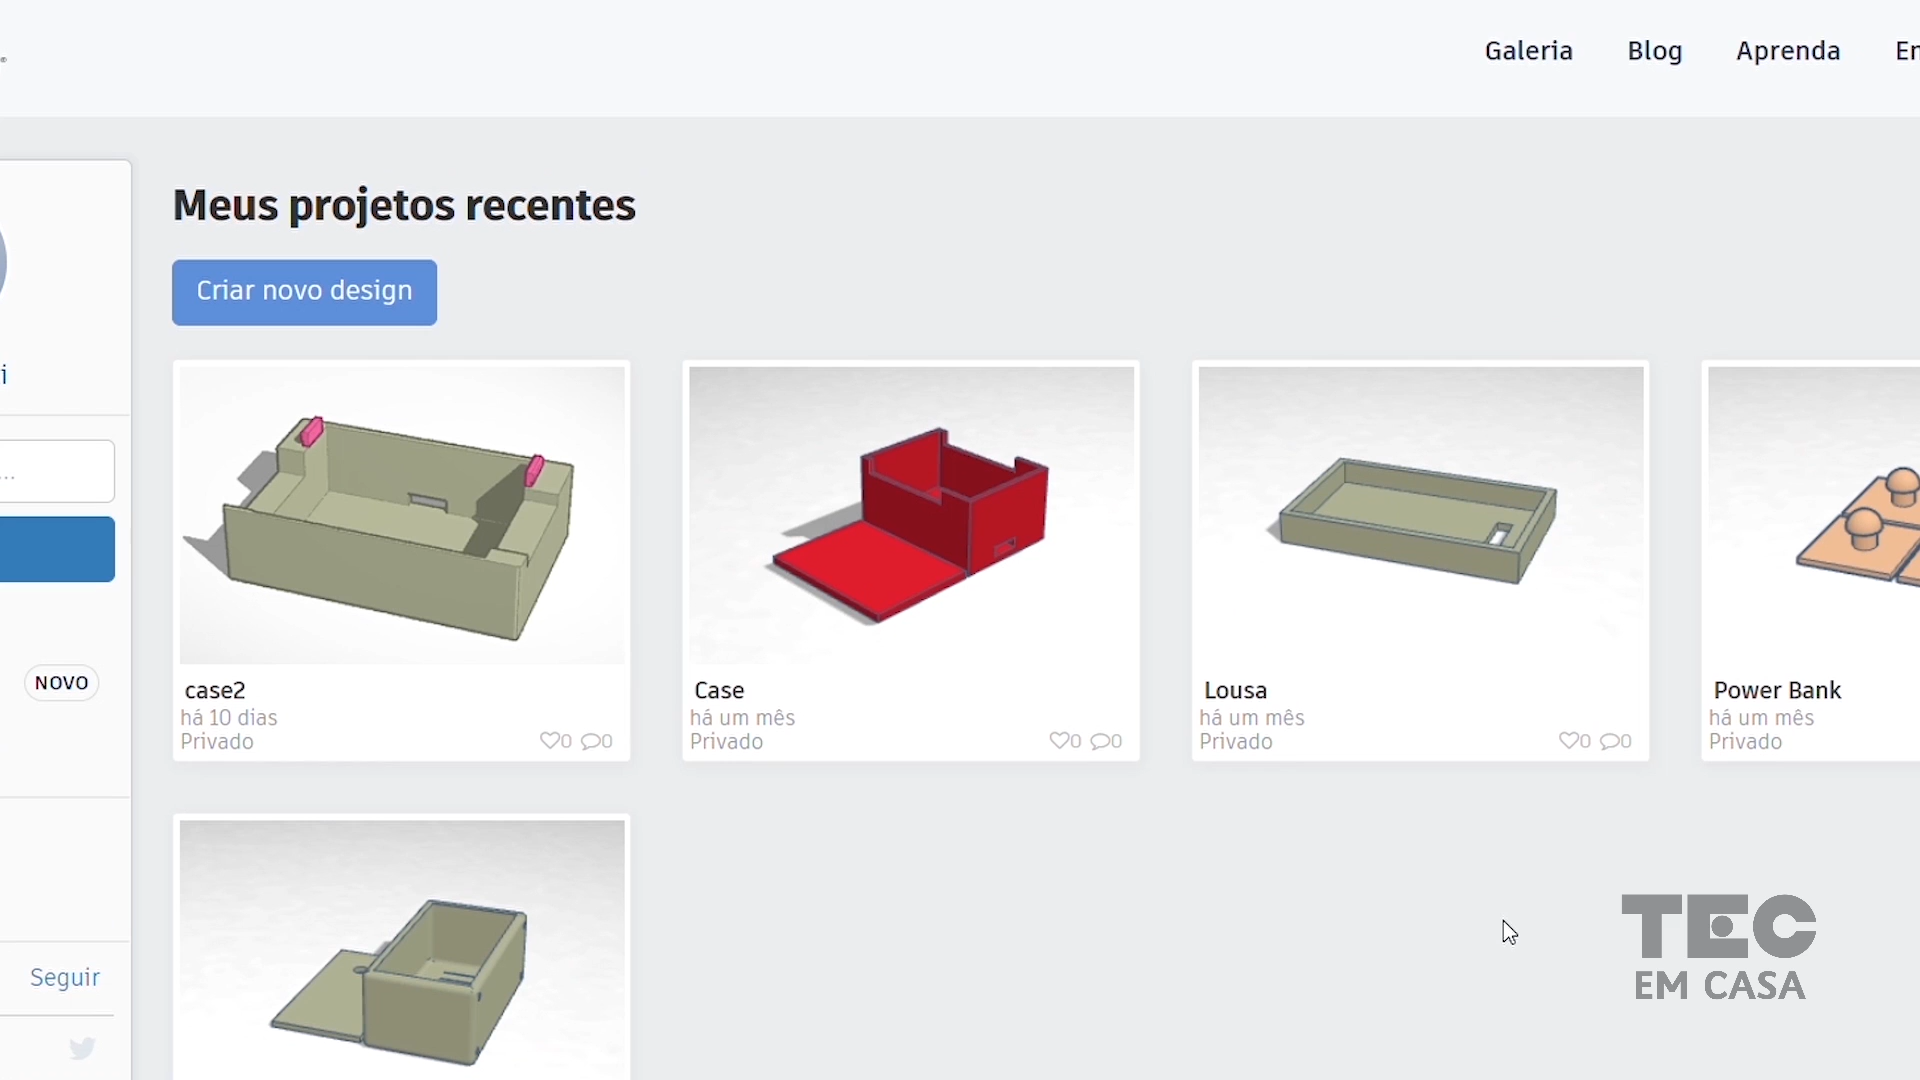 Galeria Blog Aprenda
Meus projetos recentes
Criar novo design
...
NOVO
Seguir
case2
há 10 dias
Privado 0 0
Case
há um mês
Privado 0 0
Lousa
há um mês
Privado 0 0
Power Bank
há um mês
Privado
TEC
EM CASA